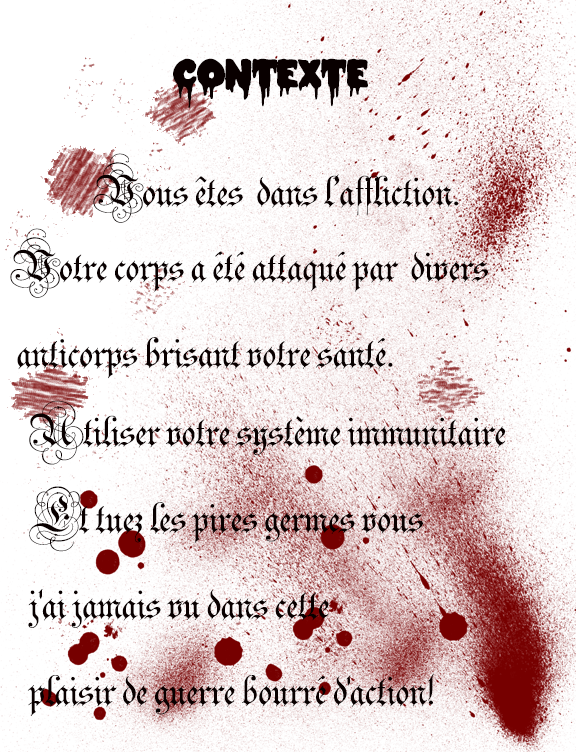 CONTEXTE
Vous êtes dans l'affliction.
Votre corps a été attaqué par divers
anticorps brisant votre santé.
Utiliser votre système immunitaire
Et tuez les pires germes vous
j'ai jamais vu dans cette
plaisir de guerre bourré d'action!